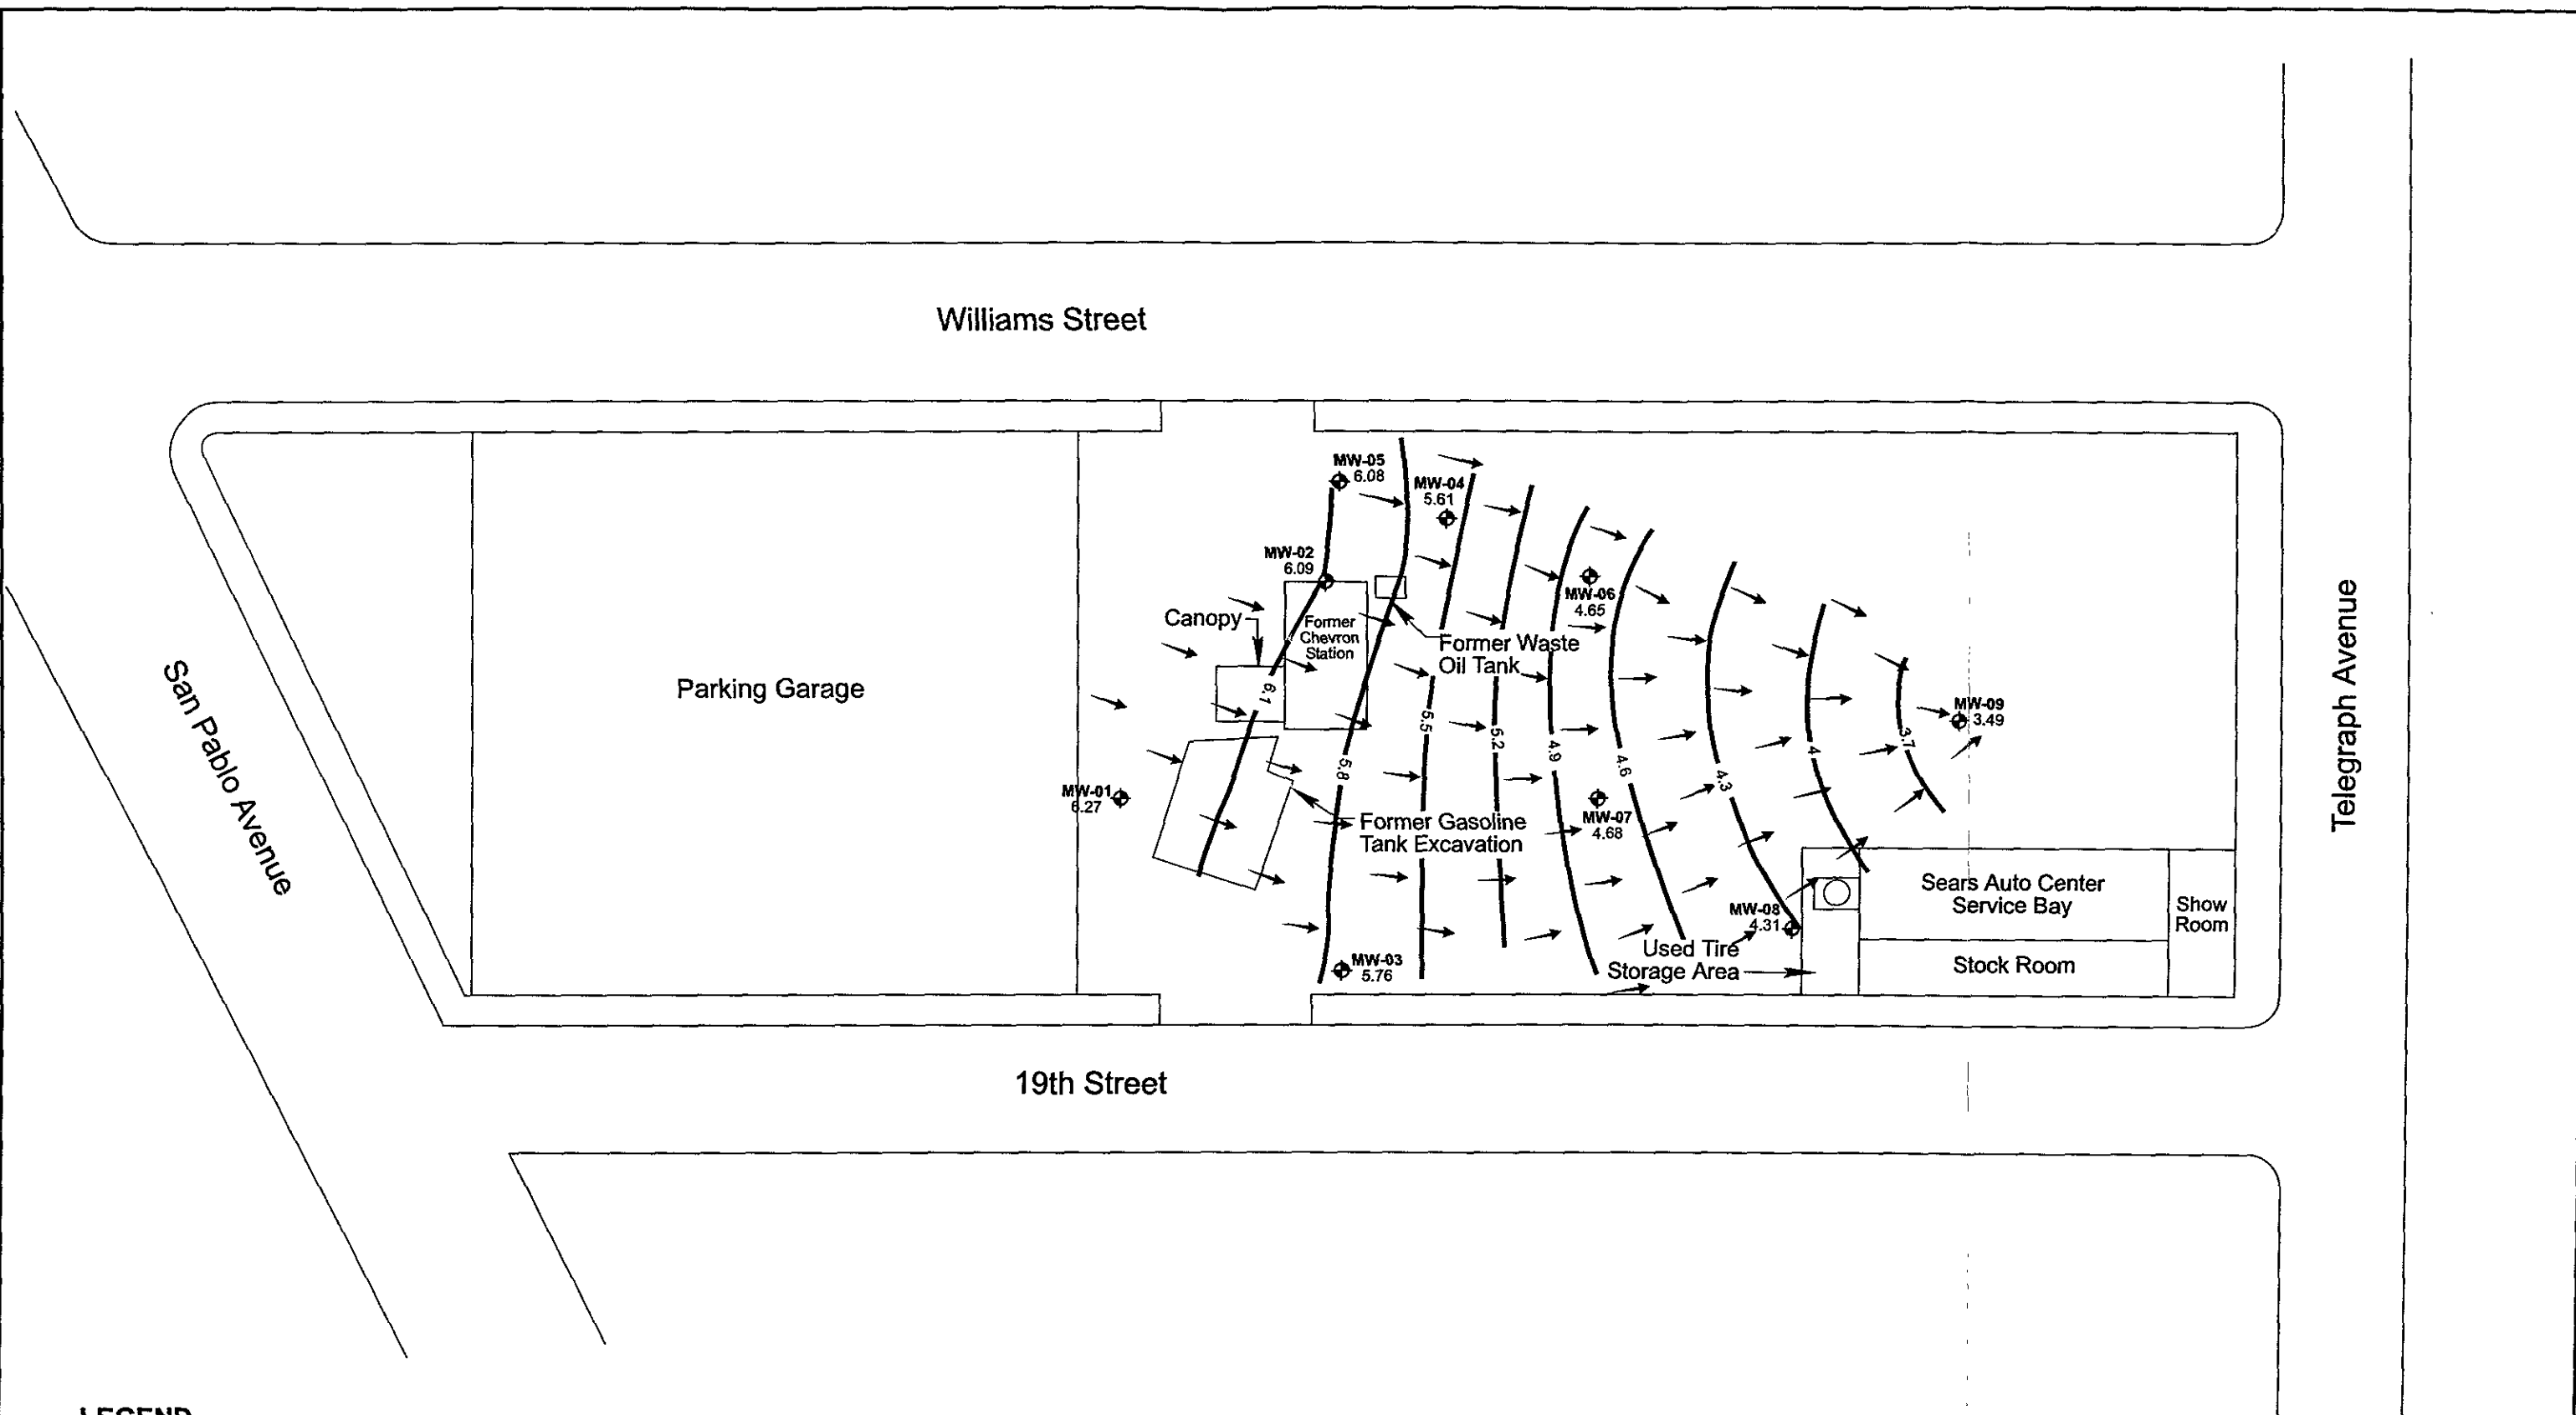 Williams Street
MW-05
6.08
MW-04
5.61
MW-02
6.09
Canopy
Former
Chevron
Station
MW-06
4.65
Former Waste
Oil Tank
San Pablo Avenue
Parking Garage
6.1
5.8
5.5
5.2
4.9
4.6
4.3
4
3.7
MW-09
3.49
Telegraph Avenue
MW-01
6.27
MW-07
4.68
Former Gasoline
Tank Excavation
MW-08
4.31
Used Tire
Storage Area
MW-03
5.76
Sears Auto Center
Service Bay
Show
Room
Stock Room
19th Street
LEGEND